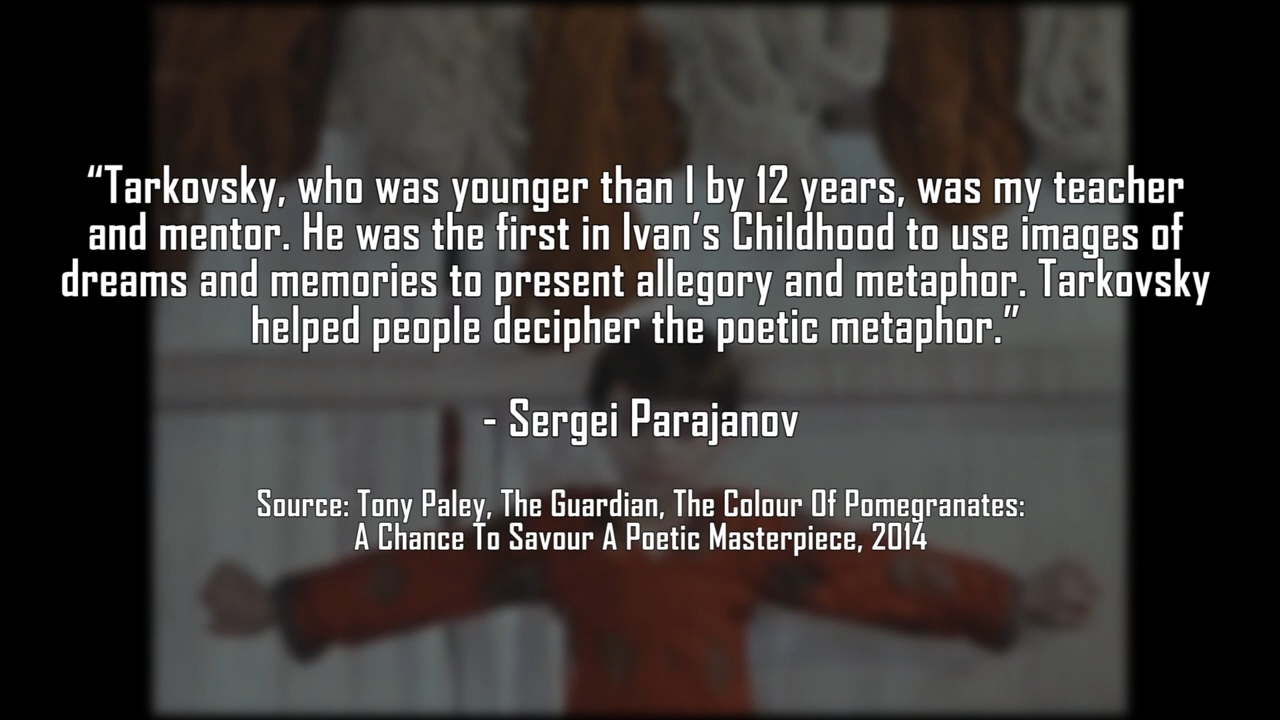 “Tarkovsky, who was younger than I by 12 years, was my teacher
and mentor. He was the first in Ivan’s Childhood to use images of
dreams and memories to present allegory and metaphor. Tarkovsky
helped people decipher the poetic metaphor.”
- Sergei Parajanov
Source: Tony Paley, The Guardian, The Colour Of Pomegranates:
A Chance To Savour A Poetic Masterpiece, 2014